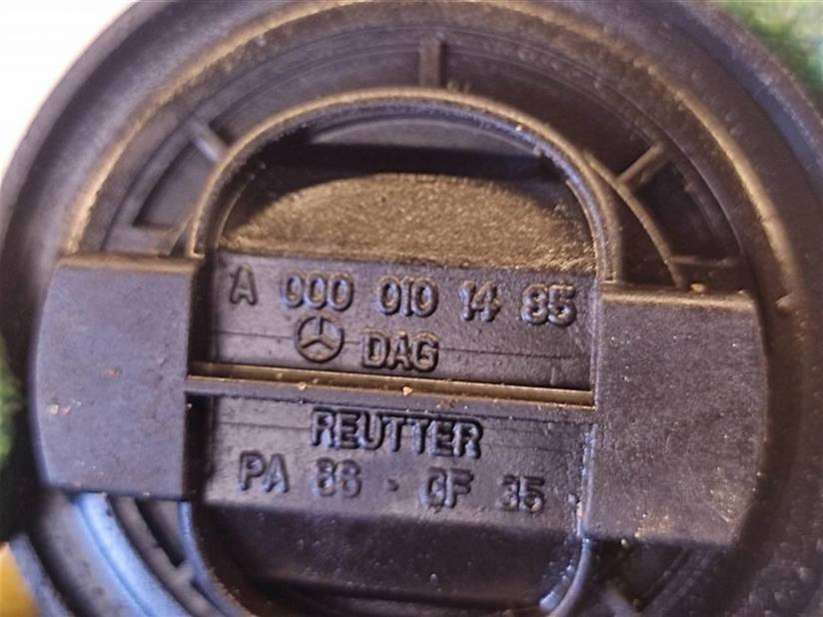 A 000 010 14 85
DAG
REUTTER
PA 66 - GF 35